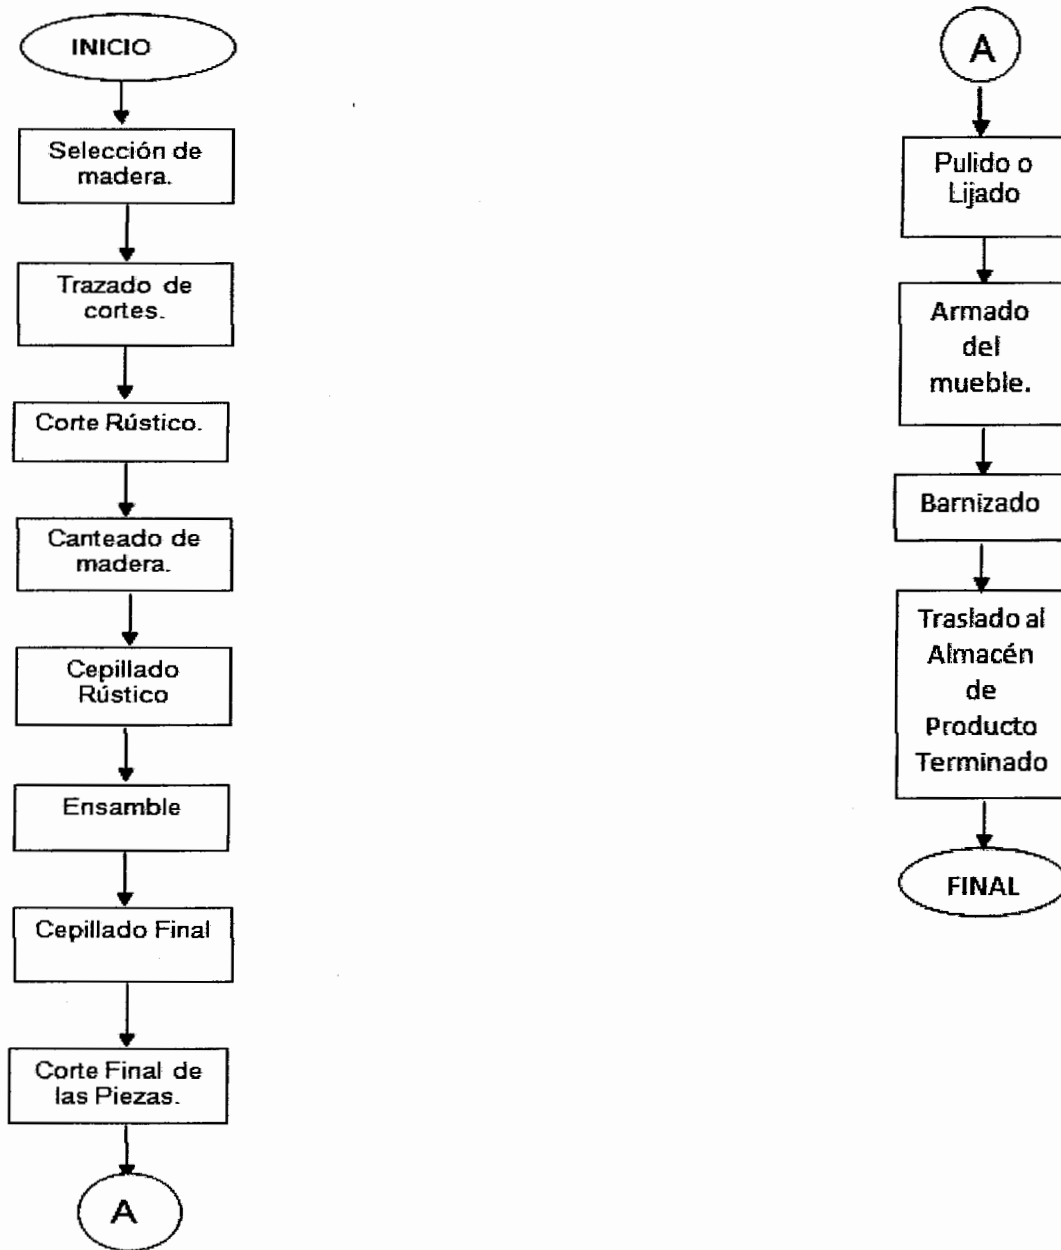 INICIO
Selección de
madera.
Trazado de
cortes.
Corte Rústico.
Canteado de
madera.
Cepillado
Rústico
Ensamble
Cepillado Final
Corte Final de
las Piezas.
A
A
Pulido o
Lijado
Armado
del
mueble.
Barnizado
Traslado al
Almacén
de
Producto
Terminado
FINAL